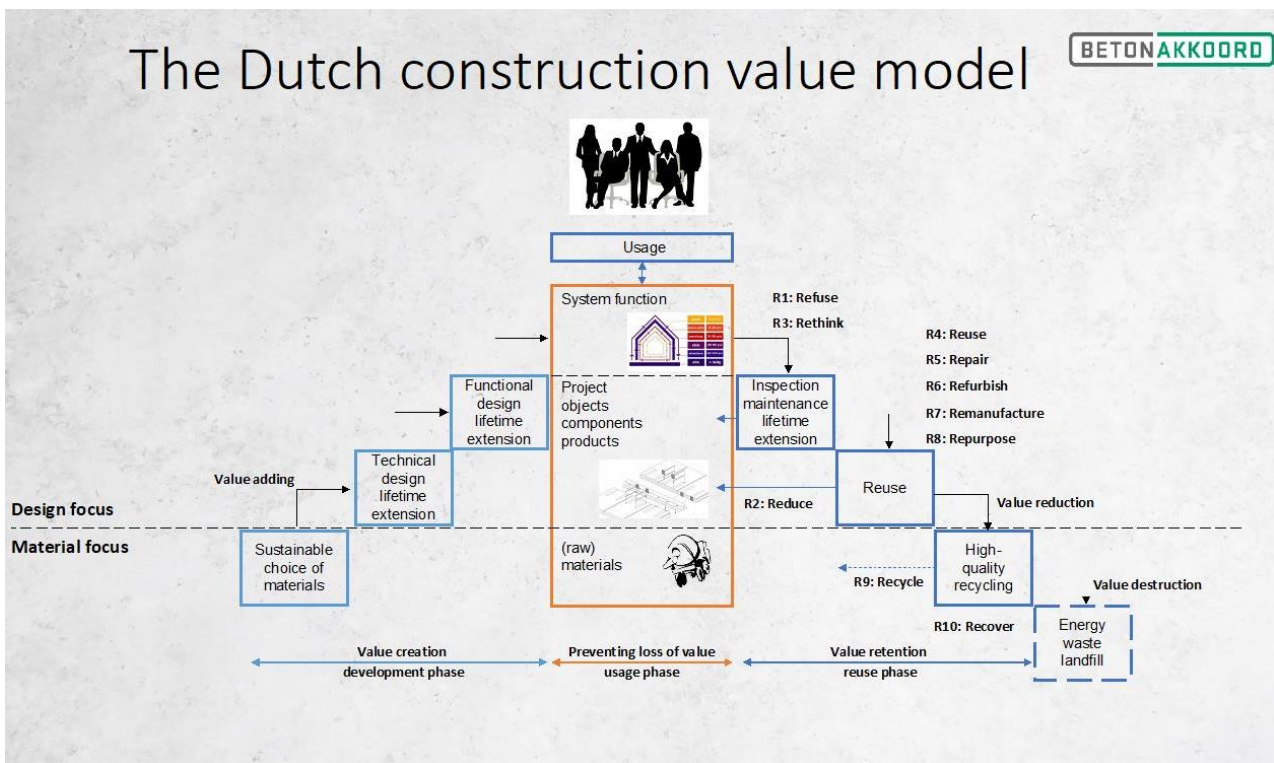 The Dutch construction value model
BETONAKKOORD
Usage
System function
R1: Refuse
R3: Rethink
R4: Reuse
R5: Repair
R6: Refurbish
R7: Remanufacture
R8: Repurpose
Functional
design
lifetime
extension
Project
objects
components
products
Inspection
maintenance
lifetime
extension
Value adding
Technical
design
lifetime
extension
R2: Reduce
Reuse
Value reduction
Design focus
Material focus
Sustainable
choice of
materials
(raw)
materials
R9: Recycle
High-
quality
recycling
Value destruction
R10: Recover
Energy
waste
landfill
Value creation
development phase
Preventing loss of value
usage phase
Value retention
reuse phase